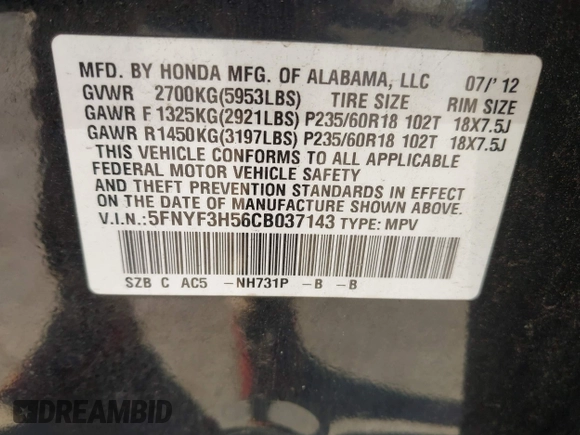 MFD. BY HONDA MFG. OF ALABAMA, LLC 07/'12
GVWR 2700KG(5953LBS) TIRE SIZE RIM SIZE
GAWR F 1325KG(2921LBS) P235/60R18 102T 18X7.5J
GAWR R 1450KG(3197LBS) P235/60R18 102T 18X7.5J
THIS VEHICLE CONFORMS TO ALL APPLICABLE
FEDERAL MOTOR VEHICLE SAFETY
AND THEFT PREVENTION STANDARDS IN EFFECT
ON THE DATE OF MANUFACTURE SHOWN ABOVE.
V.I.N.:5FNYF3H56CB037143 TYPE: MPV
SZB C AC5 -NH731P -B -B
DREAMBID